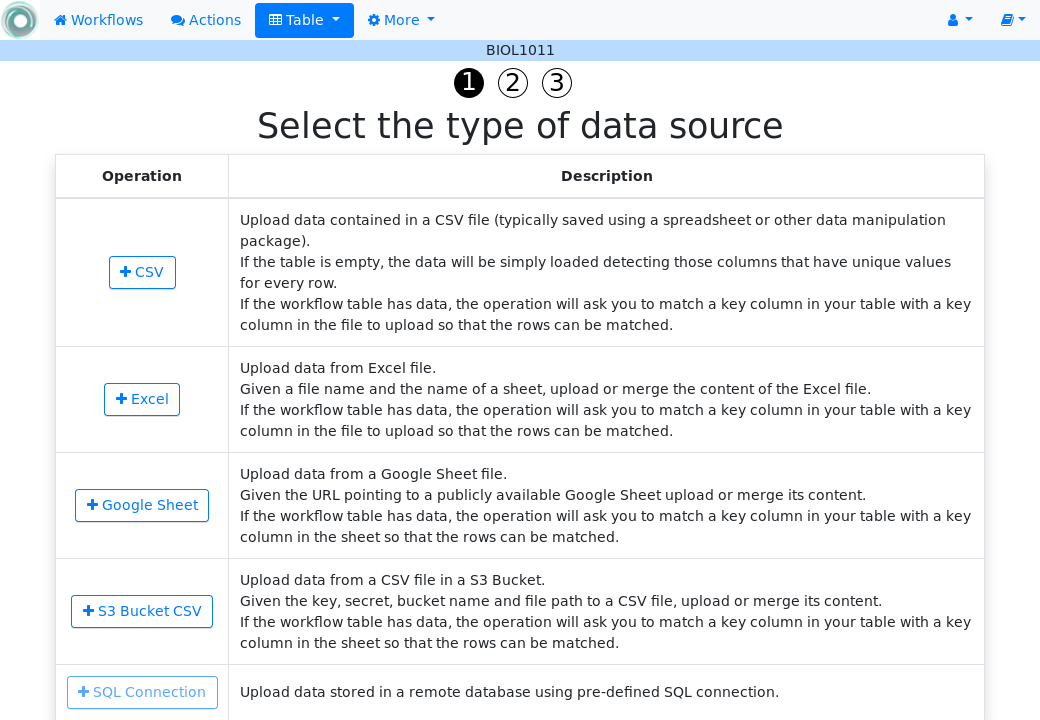 Workflows Actions Table More
BIOL1011
1 2 3
Select the type of data source
Operation Description
CSV
Upload data contained in a CSV file (typically saved using a spreadsheet or other data manipulation
package).
If the table is empty, the data will be simply loaded detecting those columns that have unique values
for every row.
If the workflow table has data, the operation will ask you to match a key column in your table with a key
column in the file to upload so that the rows can be matched.
Excel
Upload data from Excel file.
Given a file name and the name of a sheet, upload or merge the content of the Excel file.
If the workflow table has data, the operation will ask you to match a key column in your table with a key
column in the file to upload so that the rows can be matched.
Google Sheet
Upload data from a Google Sheet file.
Given the URL pointing to a publicly available Google Sheet upload or merge its content.
If the workflow table has data, the operation will ask you to match a key column in your table with a key
column in the sheet so that the rows can be matched.
S3 Bucket CSV
Upload data from a CSV file in a S3 Bucket.
Given the key, secret, bucket name and file path to a CSV file, upload or merge its content.
If the workflow table has data, the operation will ask you to match a key column in your table with a key
column in the sheet so that the rows can be matched.
SQL Connection
Upload data stored in a remote database using pre-defined SQL connection.